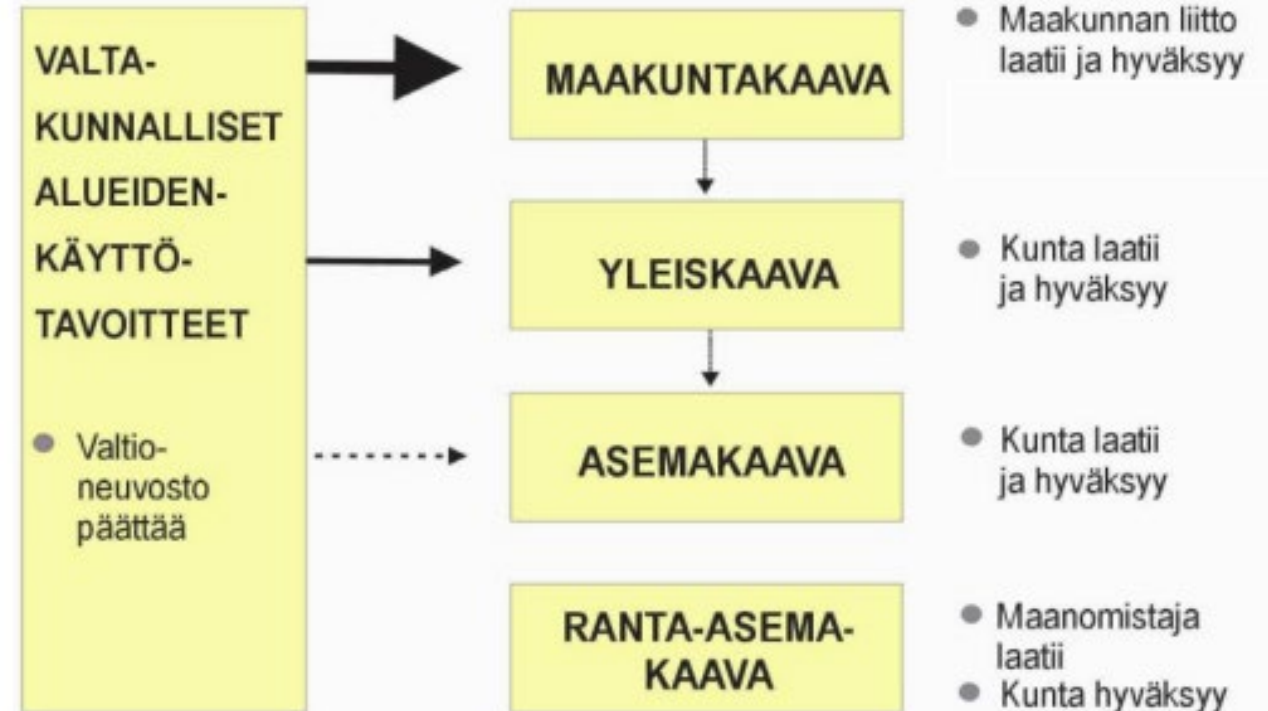 VALTA-
KUNNALLISET
ALUEIDEN-
KÄYTTÖ-
TAVOITTEET
Valtio-
neuvosto
päättää
MAAKUNTAKAAVA
Maakunnan liitto
laatii ja hyväksyy
YLEISKAAVA
Kunta laatii
ja hyväksyy
ASEMAKAAVA
Kunta laatii
ja hyväksyy
RANTA-ASEMA-
KAAVA
Maanomistaja
laatii
Kunta hyväksyy